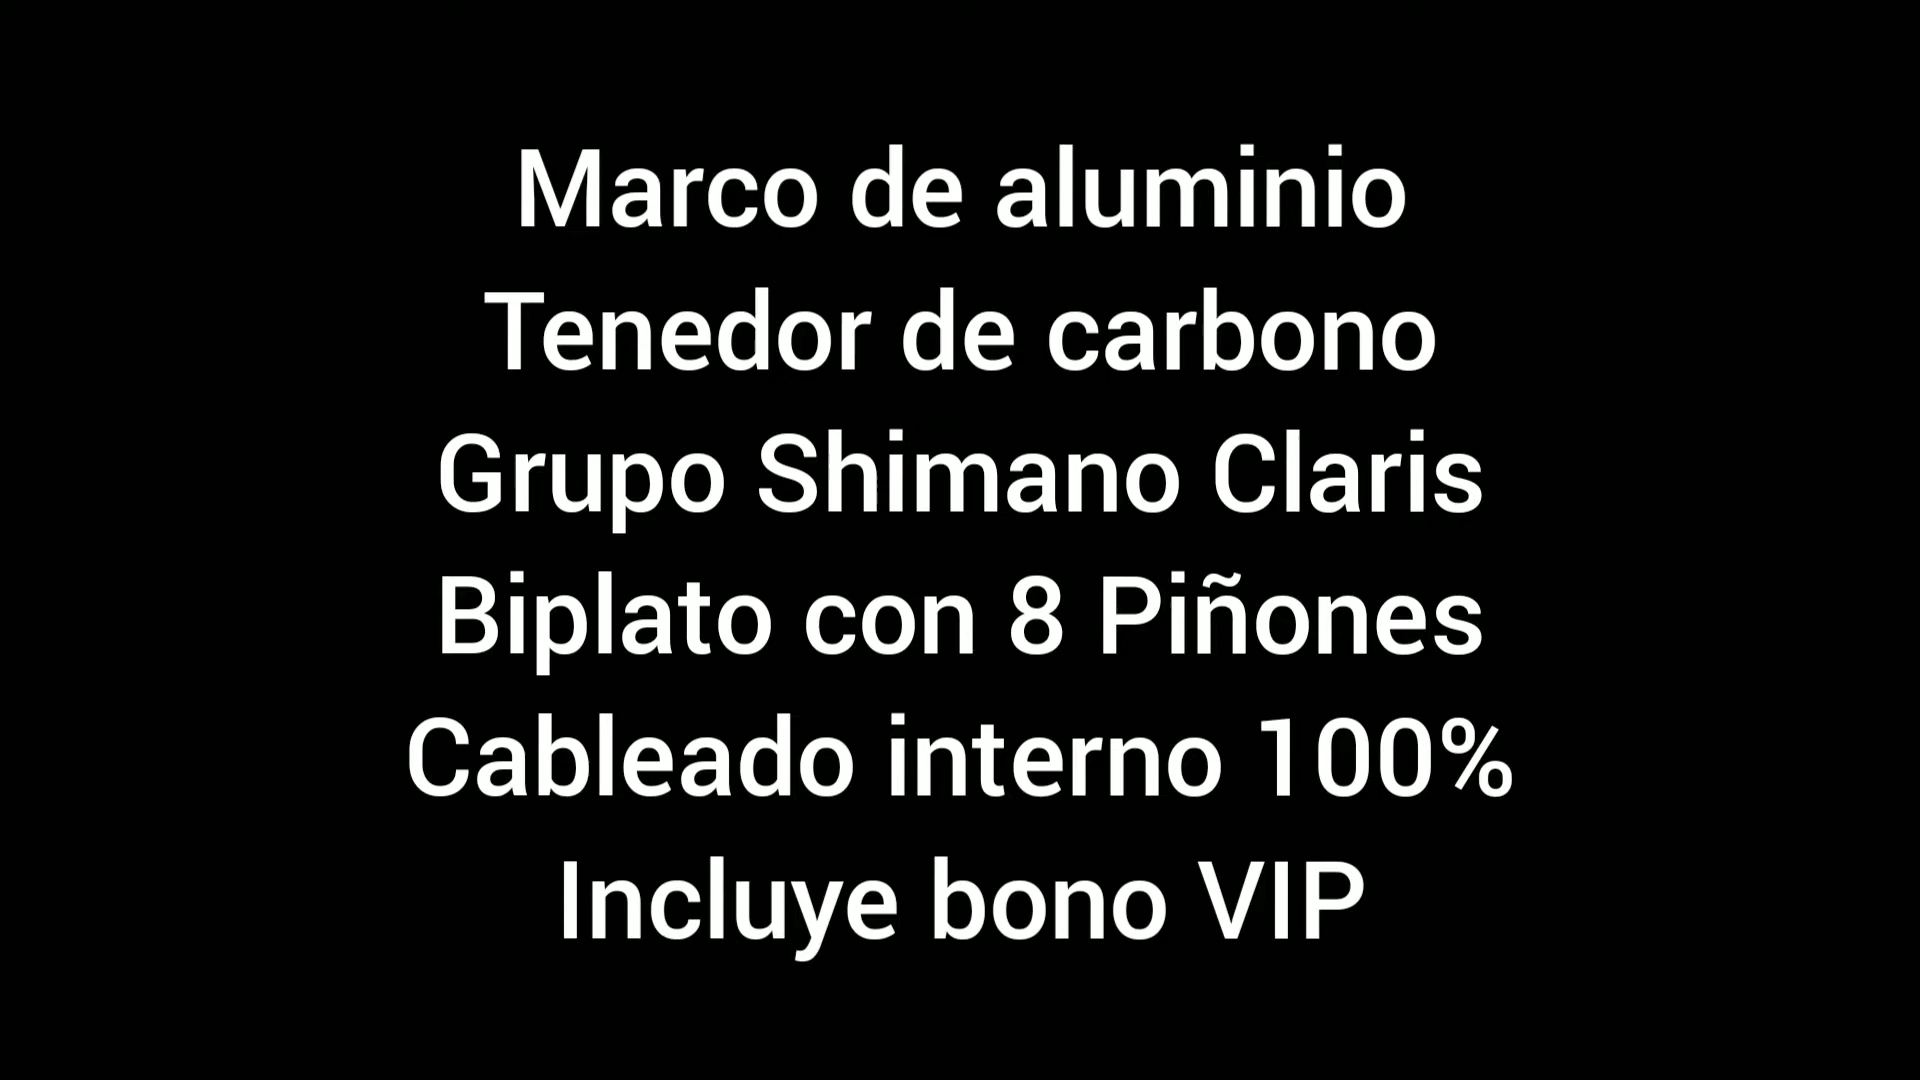 Marco de aluminio
Tenedor de carbono
Grupo Shimano Claris
Biplato con 8 Piñones
Cableado interno 100%
Incluye bono VIP